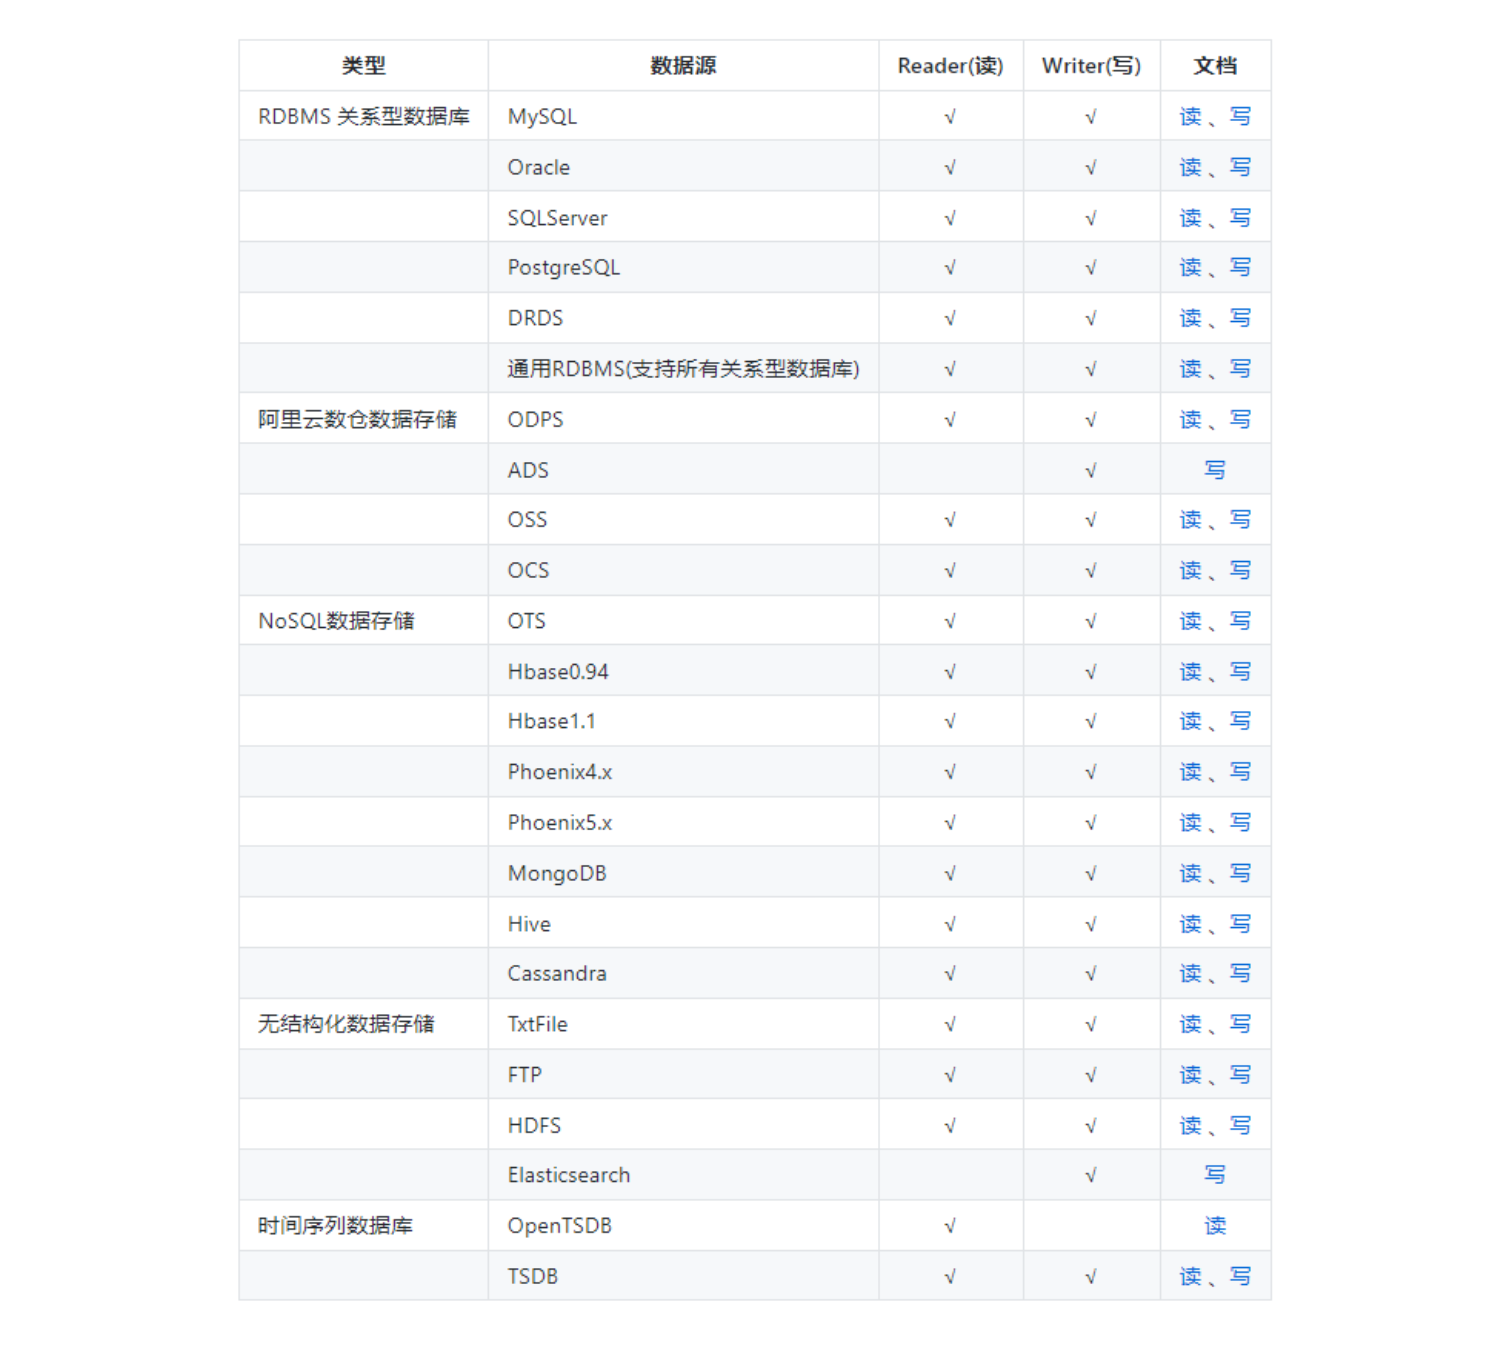 类型 数据源 Reader(读) Writer(写) 文档
RDBMS 关系型数据库 MySQL √ √ 读 、写
Oracle √ √ 读 、写
SQLServer √ √ 读 、写
PostgreSQL √ √ 读 、写
DRDS √ √ 读 、写
通用RDBMS(支持所有关系型数据库) √ √ 读 、写
阿里云数仓数据存储 ODPS √ √ 读 、写
ADS √ 写
OSS √ √ 读 、写
OCS √ √ 读 、写
NoSQL数据存储 OTS √ √ 读 、写
Hbase0.94 √ √ 读 、写
Hbase1.1 √ √ 读 、写
Phoenix4.x √ √ 读 、写
Phoenix5.x √ √ 读 、写
MongoDB √ √ 读 、写
Hive √ √ 读 、写
Cassandra √ √ 读 、写
无结构化数据存储 TxtFile √ √ 读 、写
FTP √ √ 读 、写
HDFS √ √ 读 、写
Elasticsearch √ 写
时间序列数据库 OpenTSDB √ 读
TSDB √ √ 读 、写